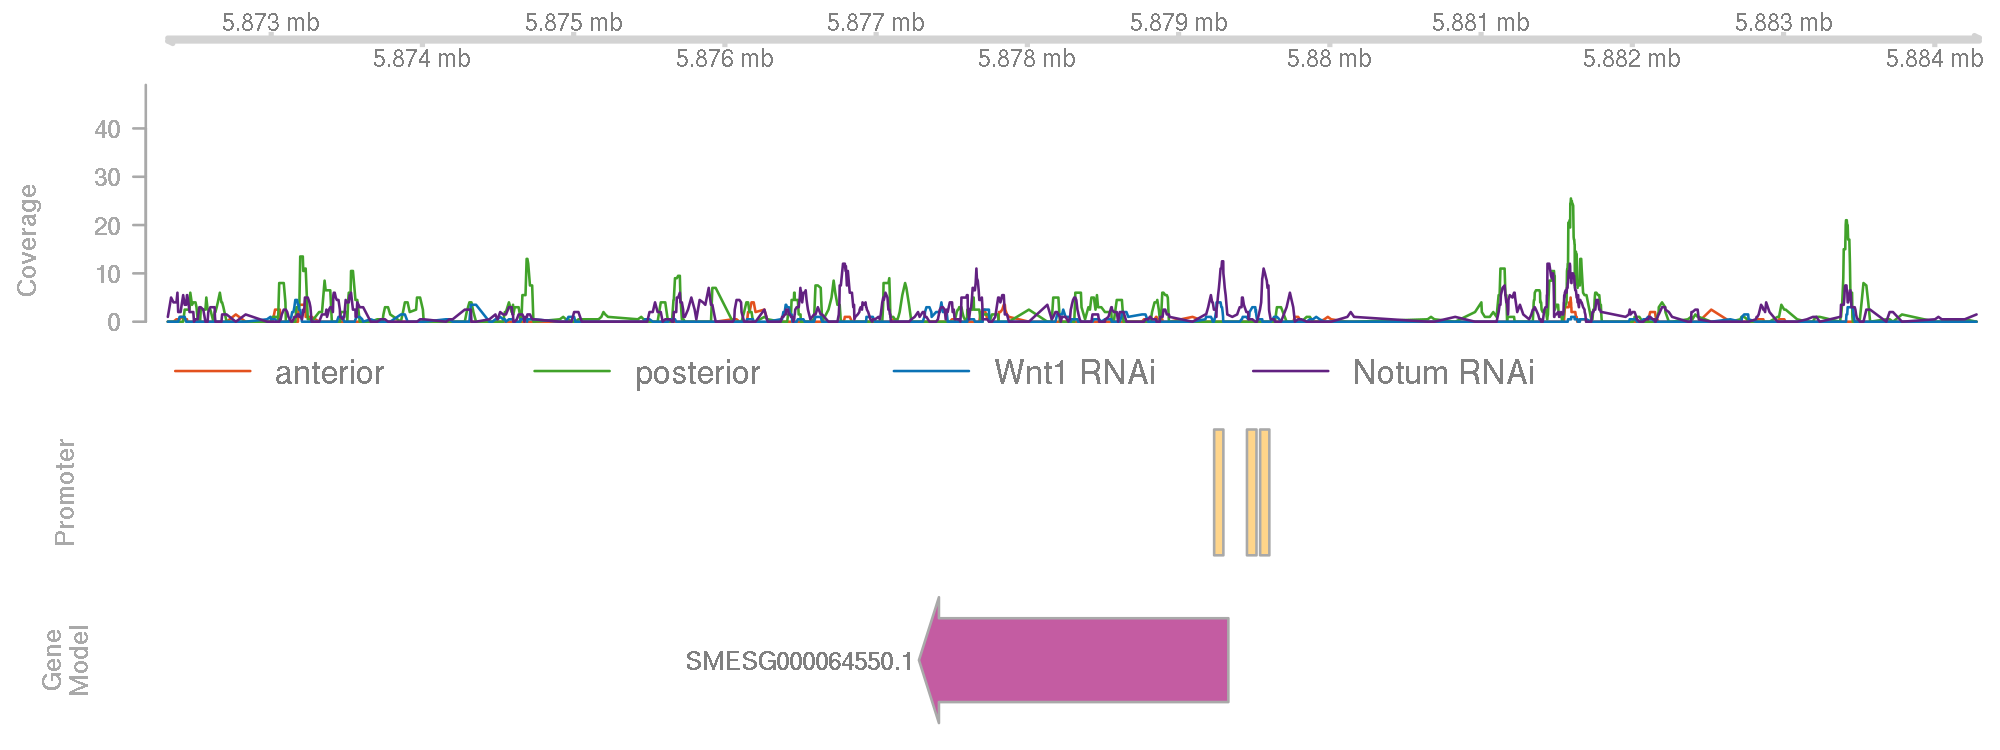 5.873 mb 5.875 mb 5.877 mb 5.879 mb 5.881 mb 5.883 mb
5.874 mb 5.876 mb 5.878 mb 5.88 mb 5.882 mb 5.884 mb
Coverage
40
30
20
10
0
anterior posterior Wnt1 RNAi Notum RNAi
Promoter
Gene
Model
SMESG000064550.1